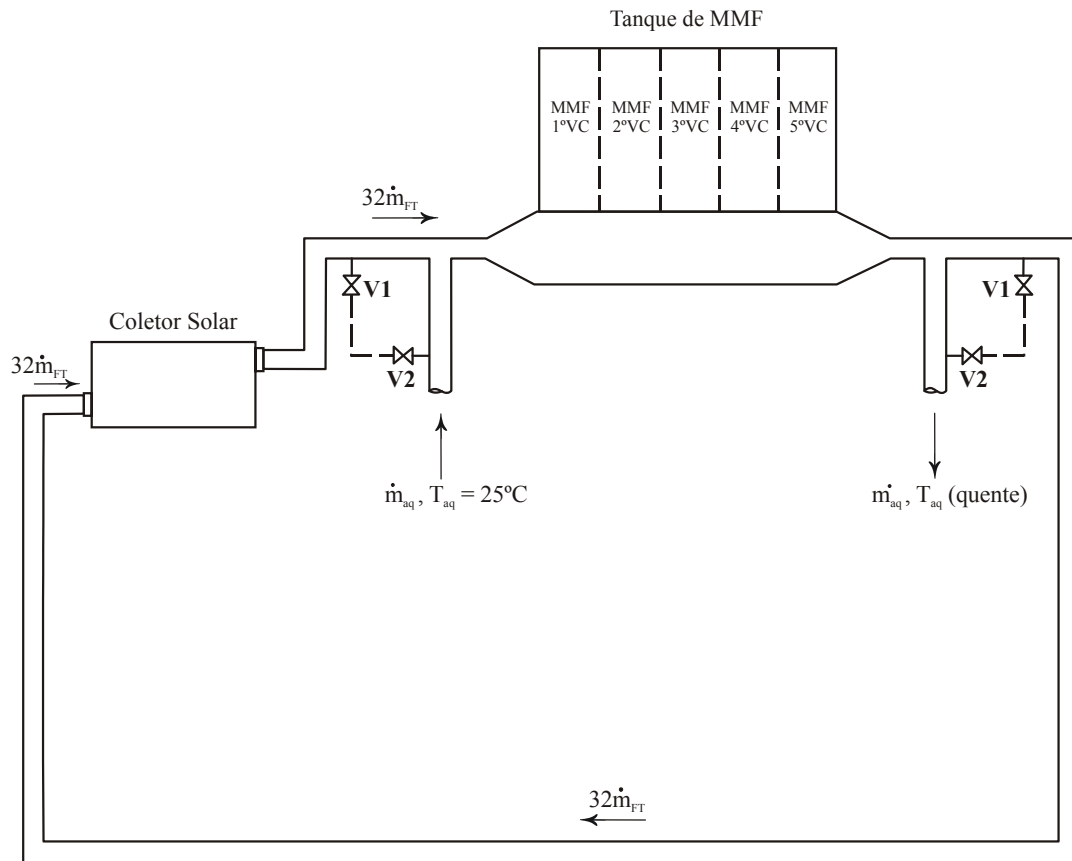 Tanque de MMF
MMF MMF MMF MMF MMF
1ºVC 2ºVC 3ºVC 4ºVC 5ºVC
32ṁFT
V1 V1
Coletor Solar
32ṁFT
V2 V2
ṁaq , Taq = 25ºC
ṁaq , Taq (quente)
32ṁFT